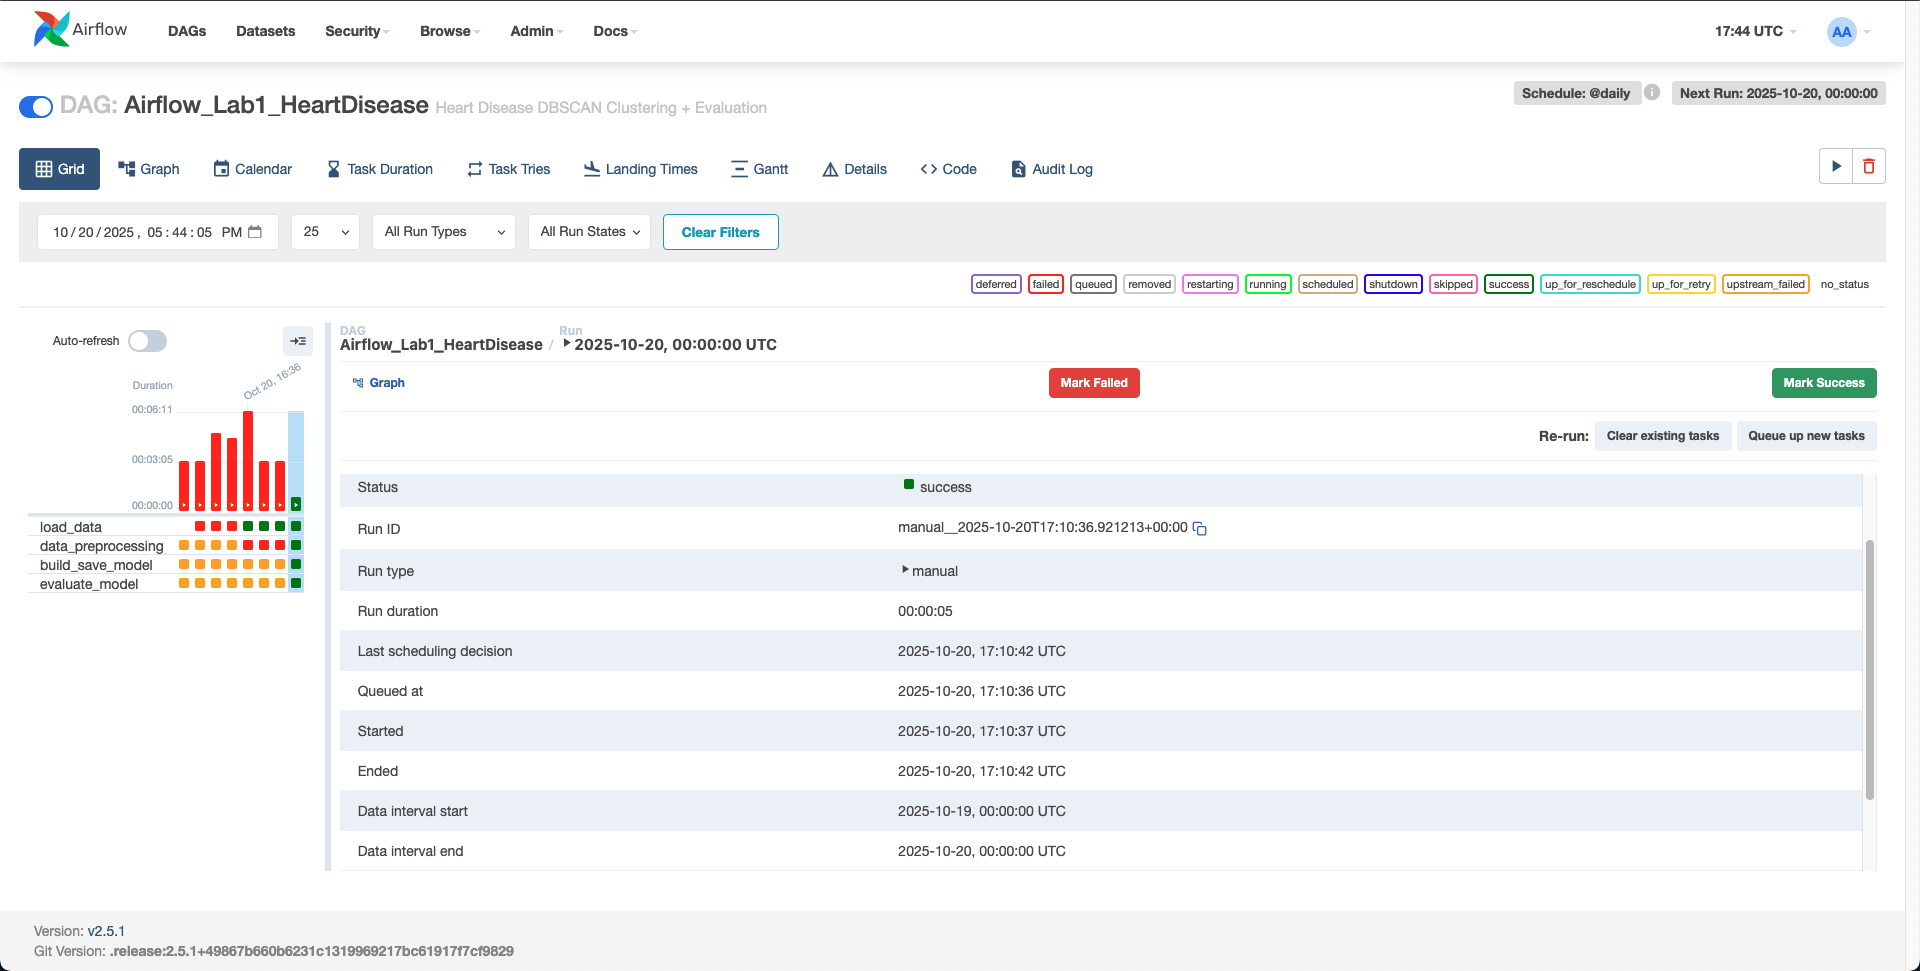 Airflow DAGs Datasets Security Browse Admin Docs 17:44 UTC AA
DAG: Airflow_Lab1_HeartDisease Heart Disease DBSCAN Clustering + Evaluation
Schedule: @daily Next Run: 2025-10-20, 00:00:00
Grid Graph Calendar Task Duration Task Tries Landing Times Gantt Details Code Audit Log
10/20/2025, 05:44:05 PM 25 All Run Types All Run States Clear Filters
deferred failed queued removed restarting running scheduled shutdown skipped success up_for_reschedule up_for_retry upstream_failed no_status
Auto-refresh
Duration
Oct 20, 16:36
00:06:11
00:03:05
00:00:00
load_data
data_preprocessing
build_save_model
evaluate_model
DAG Run
Airflow_Lab1_HeartDisease / 2025-10-20, 00:00:00 UTC
Graph Mark Failed Mark Success
Re-run: Clear existing tasks Queue up new tasks
Status success
Run ID manual__2025-10-20T17:10:36.921213+00:00
Run type manual
Run duration 00:00:05
Last scheduling decision 2025-10-20, 17:10:42 UTC
Queued at 2025-10-20, 17:10:36 UTC
Started 2025-10-20, 17:10:37 UTC
Ended 2025-10-20, 17:10:42 UTC
Data interval start 2025-10-19, 00:00:00 UTC
Data interval end 2025-10-20, 00:00:00 UTC
Version: v2.5.1
Git Version: .release:2.5.1+49867b660b6231c1319969217bc61917f7cf9829